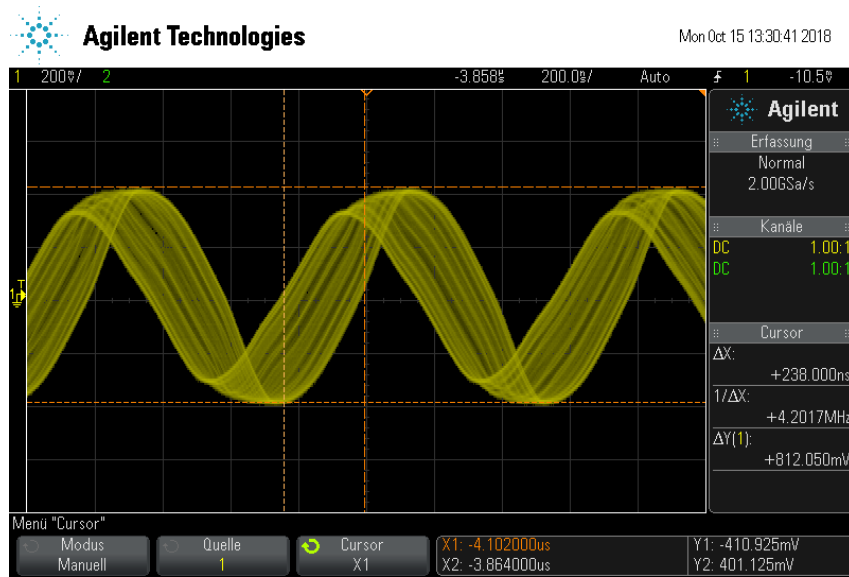 Agilent Technologies
Mon Oct 15 13:30:41 2018
1 200mV/ 2 -3.858us 200.0ns/ Auto 1 -10.5mV
Agilent
Erfassung
Normal
2.00GSa/s
Kanäle
DC 1.00:1
DC 1.00:1
T
1
Cursor
ΔX:
+238.000ns
1/ΔX:
+4.2017MHz
ΔY(1):
+812.050mV
Menü "Cursor"
Modus
Manuell
Quelle
1
Cursor
X1
X1: -4.102000us
X2: -3.864000us
Y1: -410.925mV
Y2: 401.125mV